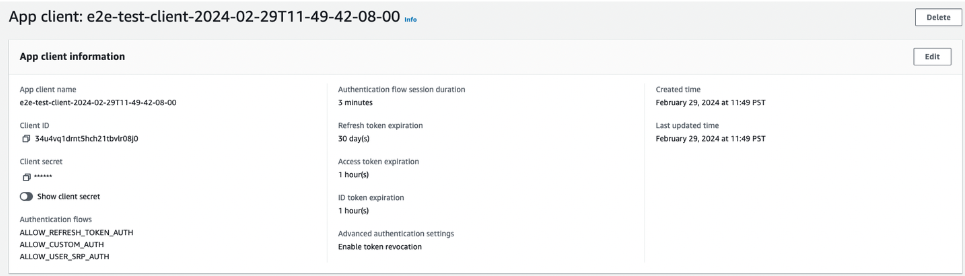 App client: e2e-test-client-2024-02-29T11-49-42-08-00 Info
Delete
App client information
Edit
App client name
e2e-test-client-2024-02-29T11-49-42-08-00
Client ID
34u4vq1drnt5hch21tbvlr08j0
Client secret
******
Show client secret
Authentication flows
ALLOW_REFRESH_TOKEN_AUTH
ALLOW_CUSTOM_AUTH
ALLOW_USER_SRP_AUTH
Authentication flow session duration
3 minutes
Refresh token expiration
30 day(s)
Access token expiration
1 hour(s)
ID token expiration
1 hour(s)
Advanced authentication settings
Enable token revocation
Created time
February 29, 2024 at 11:49 PST
Last updated time
February 29, 2024 at 11:49 PST